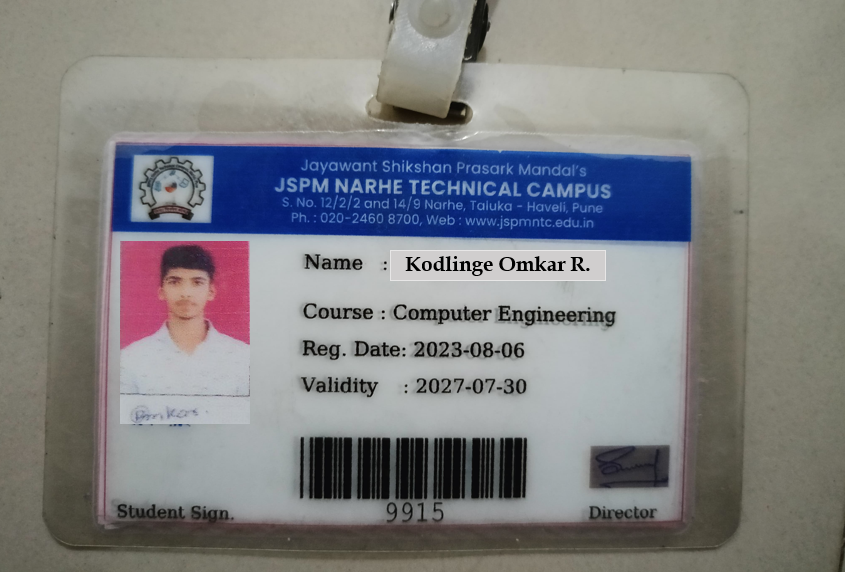 Jayawant Shikshan Prasark Mandal's
JSPM NARHE TECHNICAL CAMPUS
S. No. 12/2/2 and 14/9 Narhe, Taluka - Haveli, Pune
Ph. : 020-2460 8700, Web : www.jspmntc.edu.in
Name : Kodlinge Omkar R.
Course : Computer Engineering
Reg. Date: 2023-08-06
Validity : 2027-07-30
9915
Student Sign.
Director